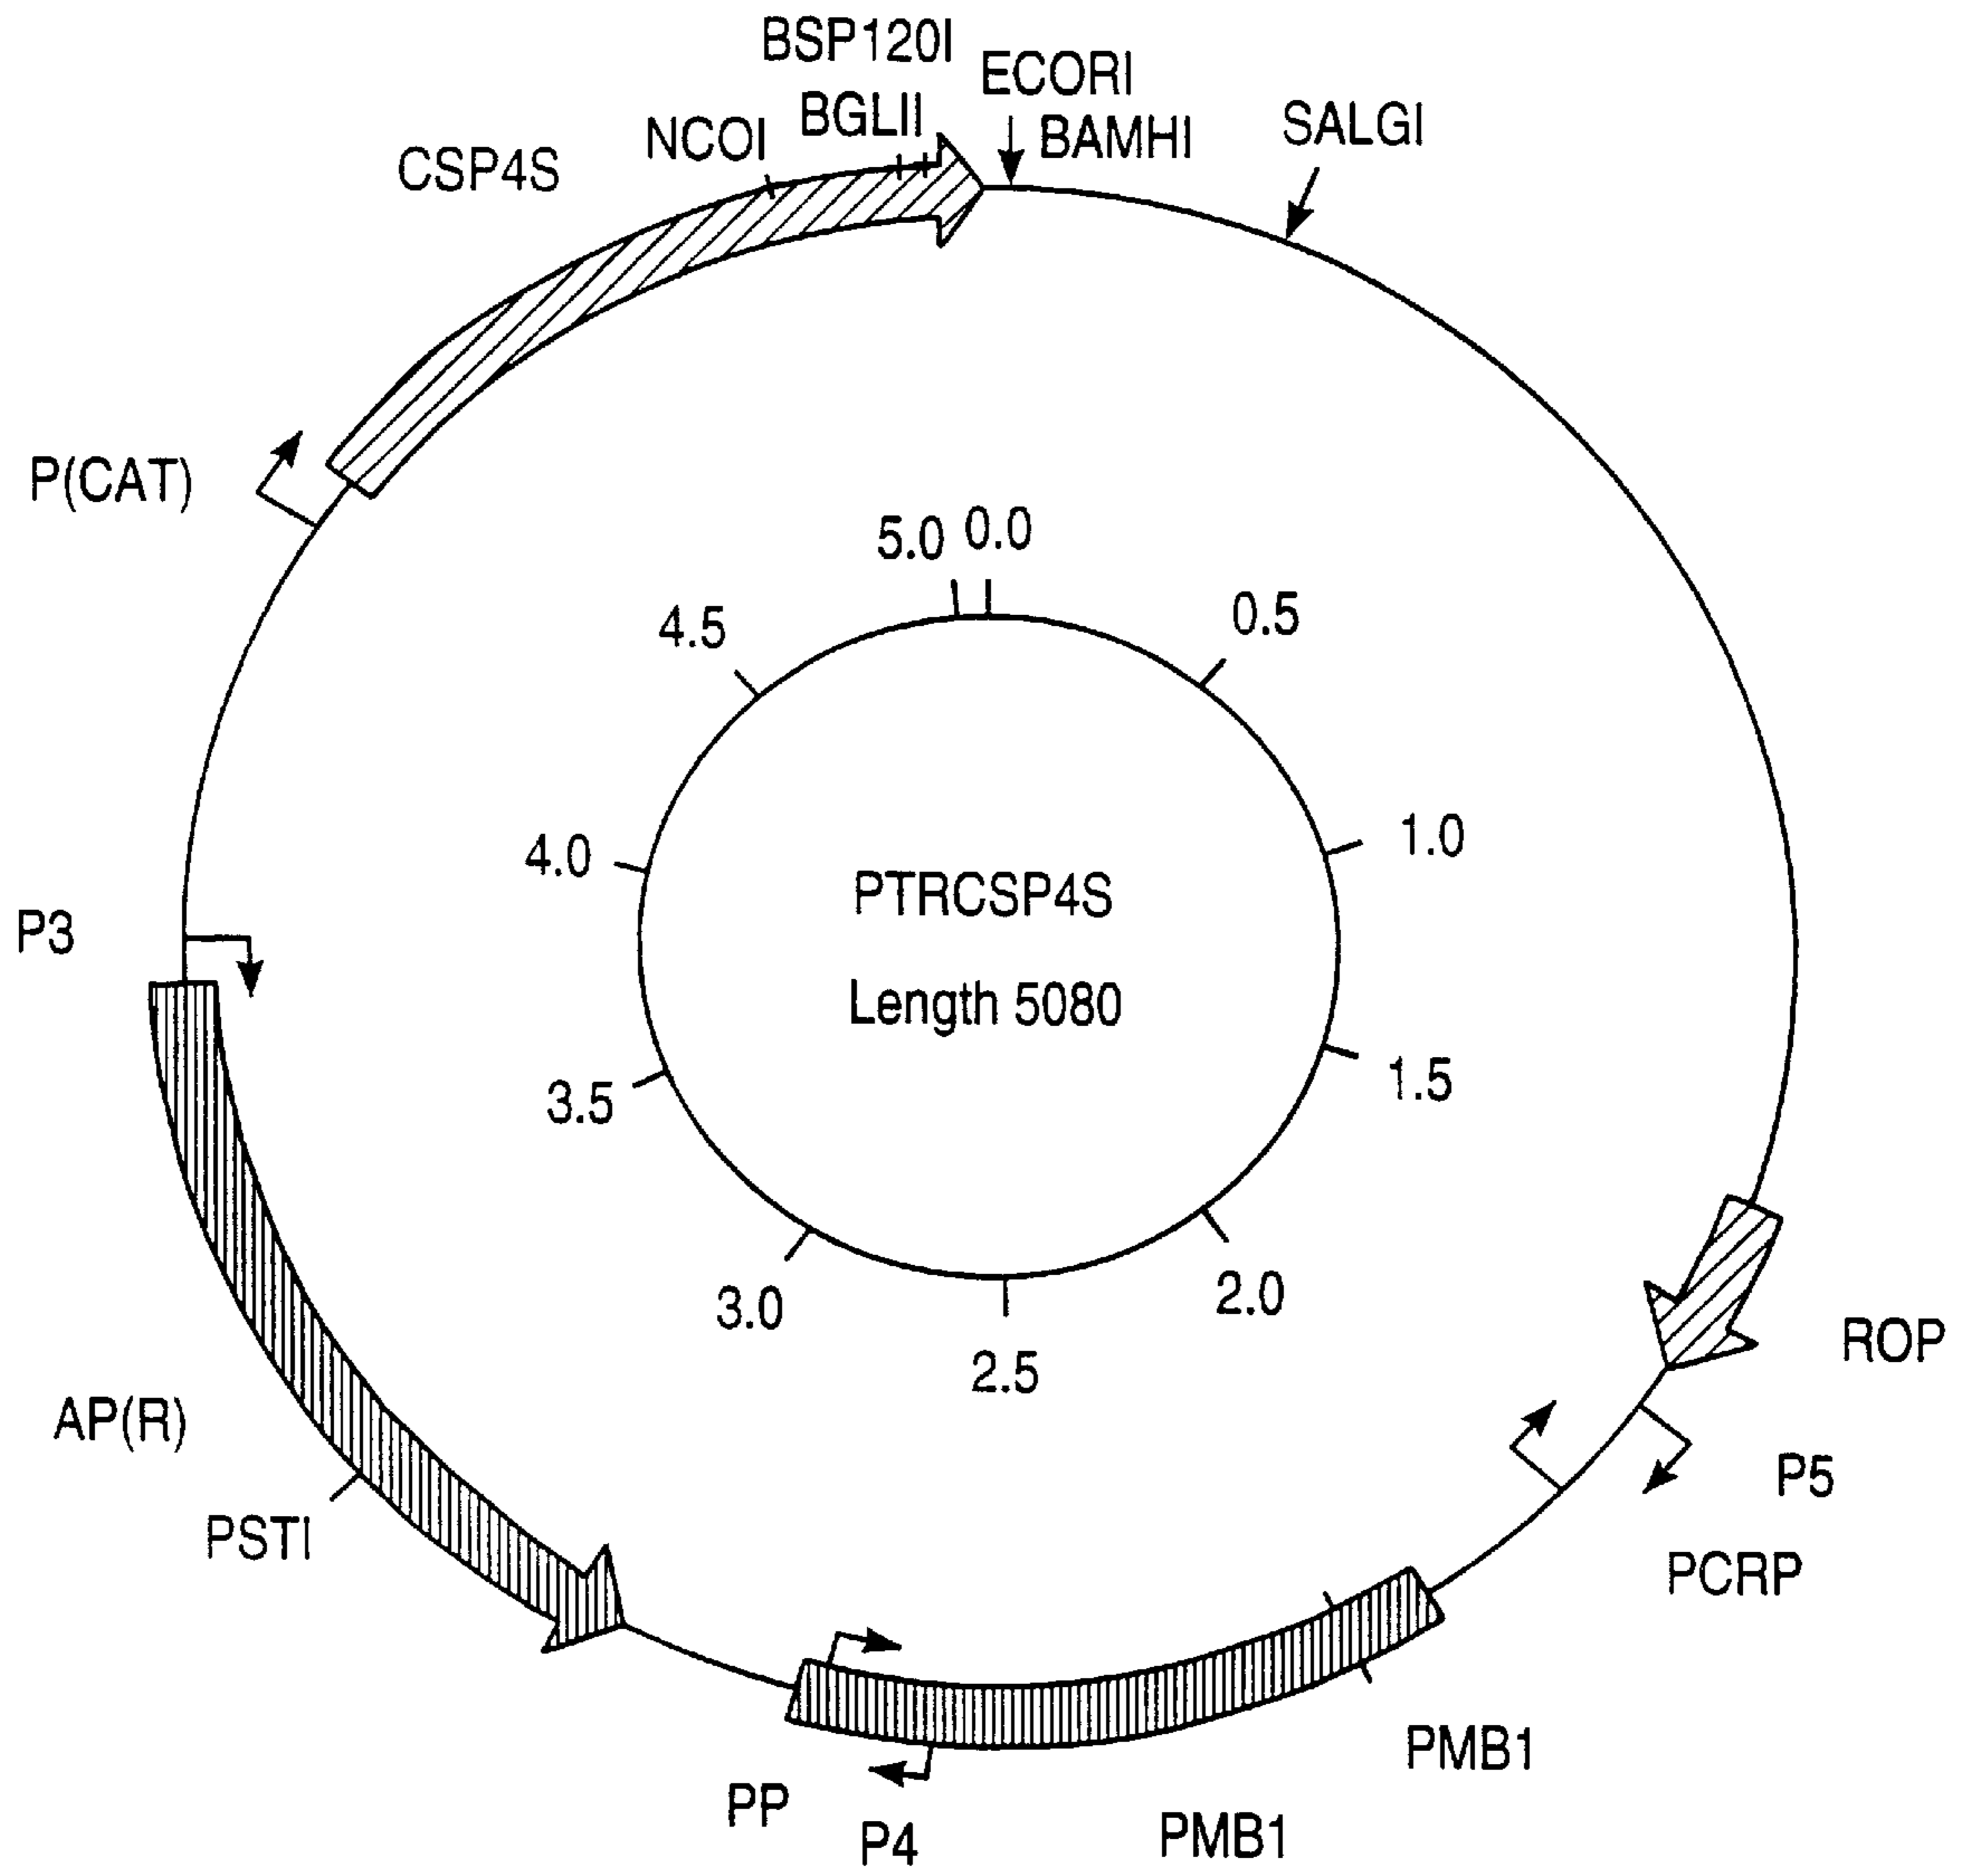 BSP120I
ECORI
BGLII
BAMHI
SALGI
NCOI
CSP4S
P(CAT)
5.0 0.0
0.5
4.5
1.0
4.0
PTRCSP4S
P3
Length 5080
1.5
3.5
2.0
3.0
ROP
2.5
AP(R)
P5
PSTI
PCRP
PMB1
PP
P4
PMB1